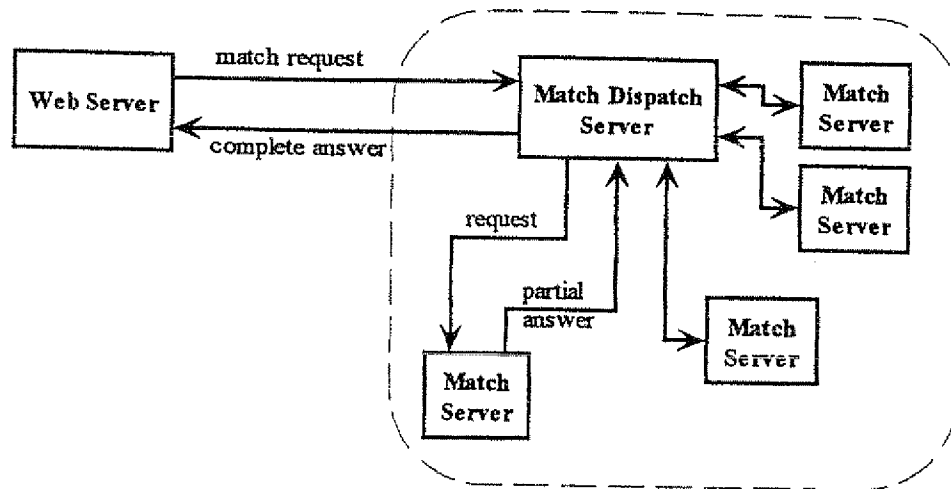 match request
Web Server
complete answer
Match Dispatch
Server
Match
Server
Match
Server
request
partial
answer
Match
Server
Match
Server